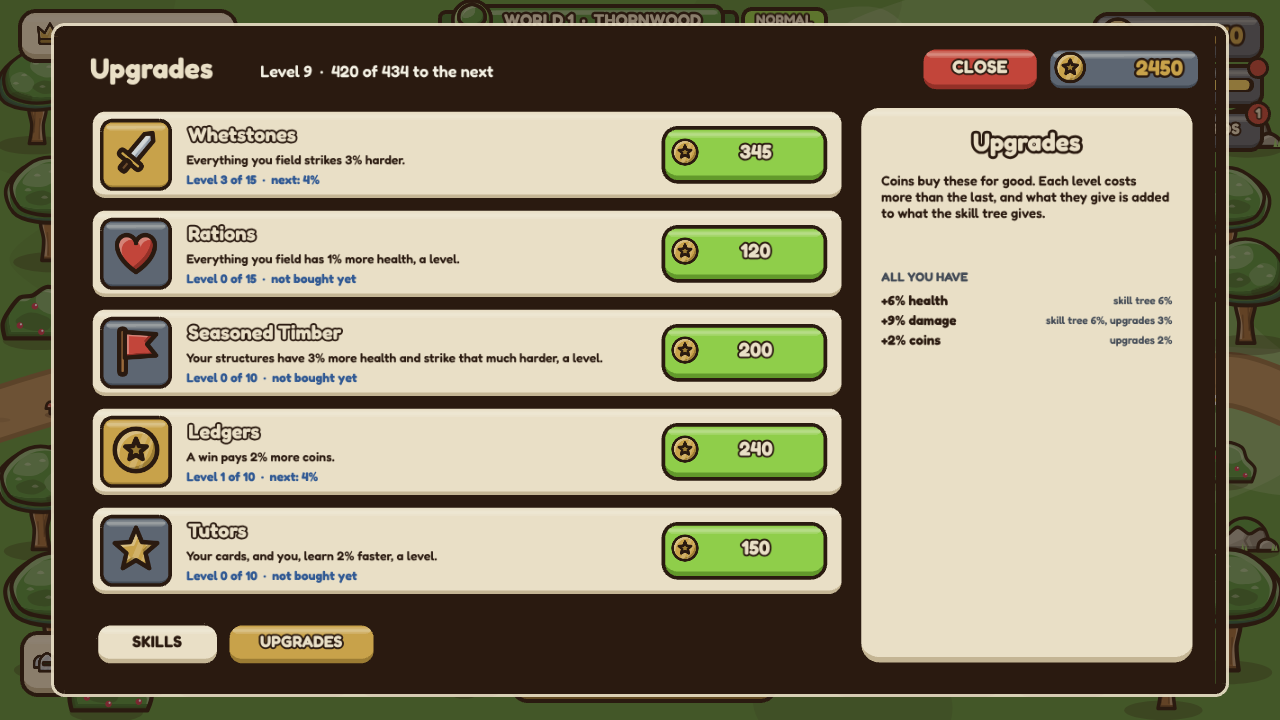 WORLD 1 · THORNWOOD
NORMAL
Upgrades
Level 9 · 420 of 434 to the next
CLOSE
2450
Whetstones
Everything you field strikes 3% harder.
Level 3 of 15 · next: 4%
345
Rations
Everything you field has 1% more health, a level.
Level 0 of 15 · not bought yet
120
Seasoned Timber
Your structures have 3% more health and strike that much harder, a level.
Level 0 of 10 · not bought yet
200
Ledgers
A win pays 2% more coins.
Level 1 of 10 · next: 4%
240
Tutors
Your cards, and you, learn 2% faster, a level.
Level 0 of 10 · not bought yet
150
SKILLS
UPGRADES
Upgrades
Coins buy these for good. Each level costs
more than the last, and what they give is added
to what the skill tree gives.
ALL YOU HAVE
+6% health
skill tree 6%
+9% damage
skill tree 6%, upgrades 3%
+2% coins
upgrades 2%
1